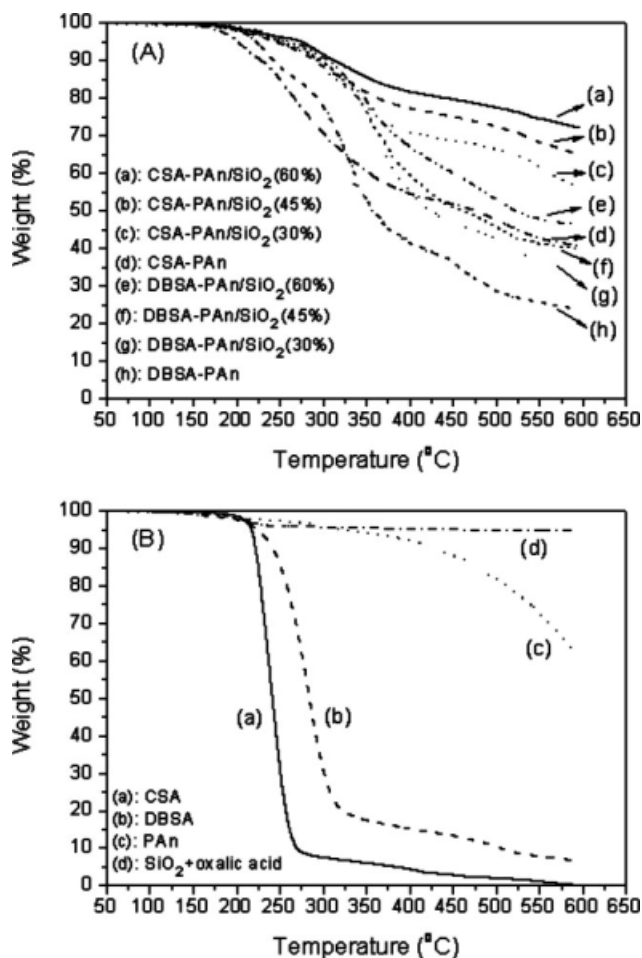 (A)
100
90
80
70
60
50
40
30
20
10
0
Weight (%)
(a)
(b)
(c)
(e)
(d)
(f)
(g)
(h)
(a): CSA-PAn/SiO₂(60%)
(b): CSA-PAn/SiO₂(45%)
(c): CSA-PAn/SiO₂(30%)
(d): CSA-PAn
(e): DBSA-PAn/SiO₂(60%)
(f): DBSA-PAn/SiO₂(45%)
(g): DBSA-PAn/SiO₂(30%)
(h): DBSA-PAn
50 100 150 200 250 300 350 400 450 500 550 600 650
Temperature (°C)
(B)
100
90
80
70
60
50
40
30
20
10
0
Weight (%)
(d)
(c)
(a)
(b)
(a): CSA
(b): DBSA
(c): PAn
(d): SiO₂+oxalic acid
50 100 150 200 250 300 350 400 450 500 550 600 650
Temperature (°C)